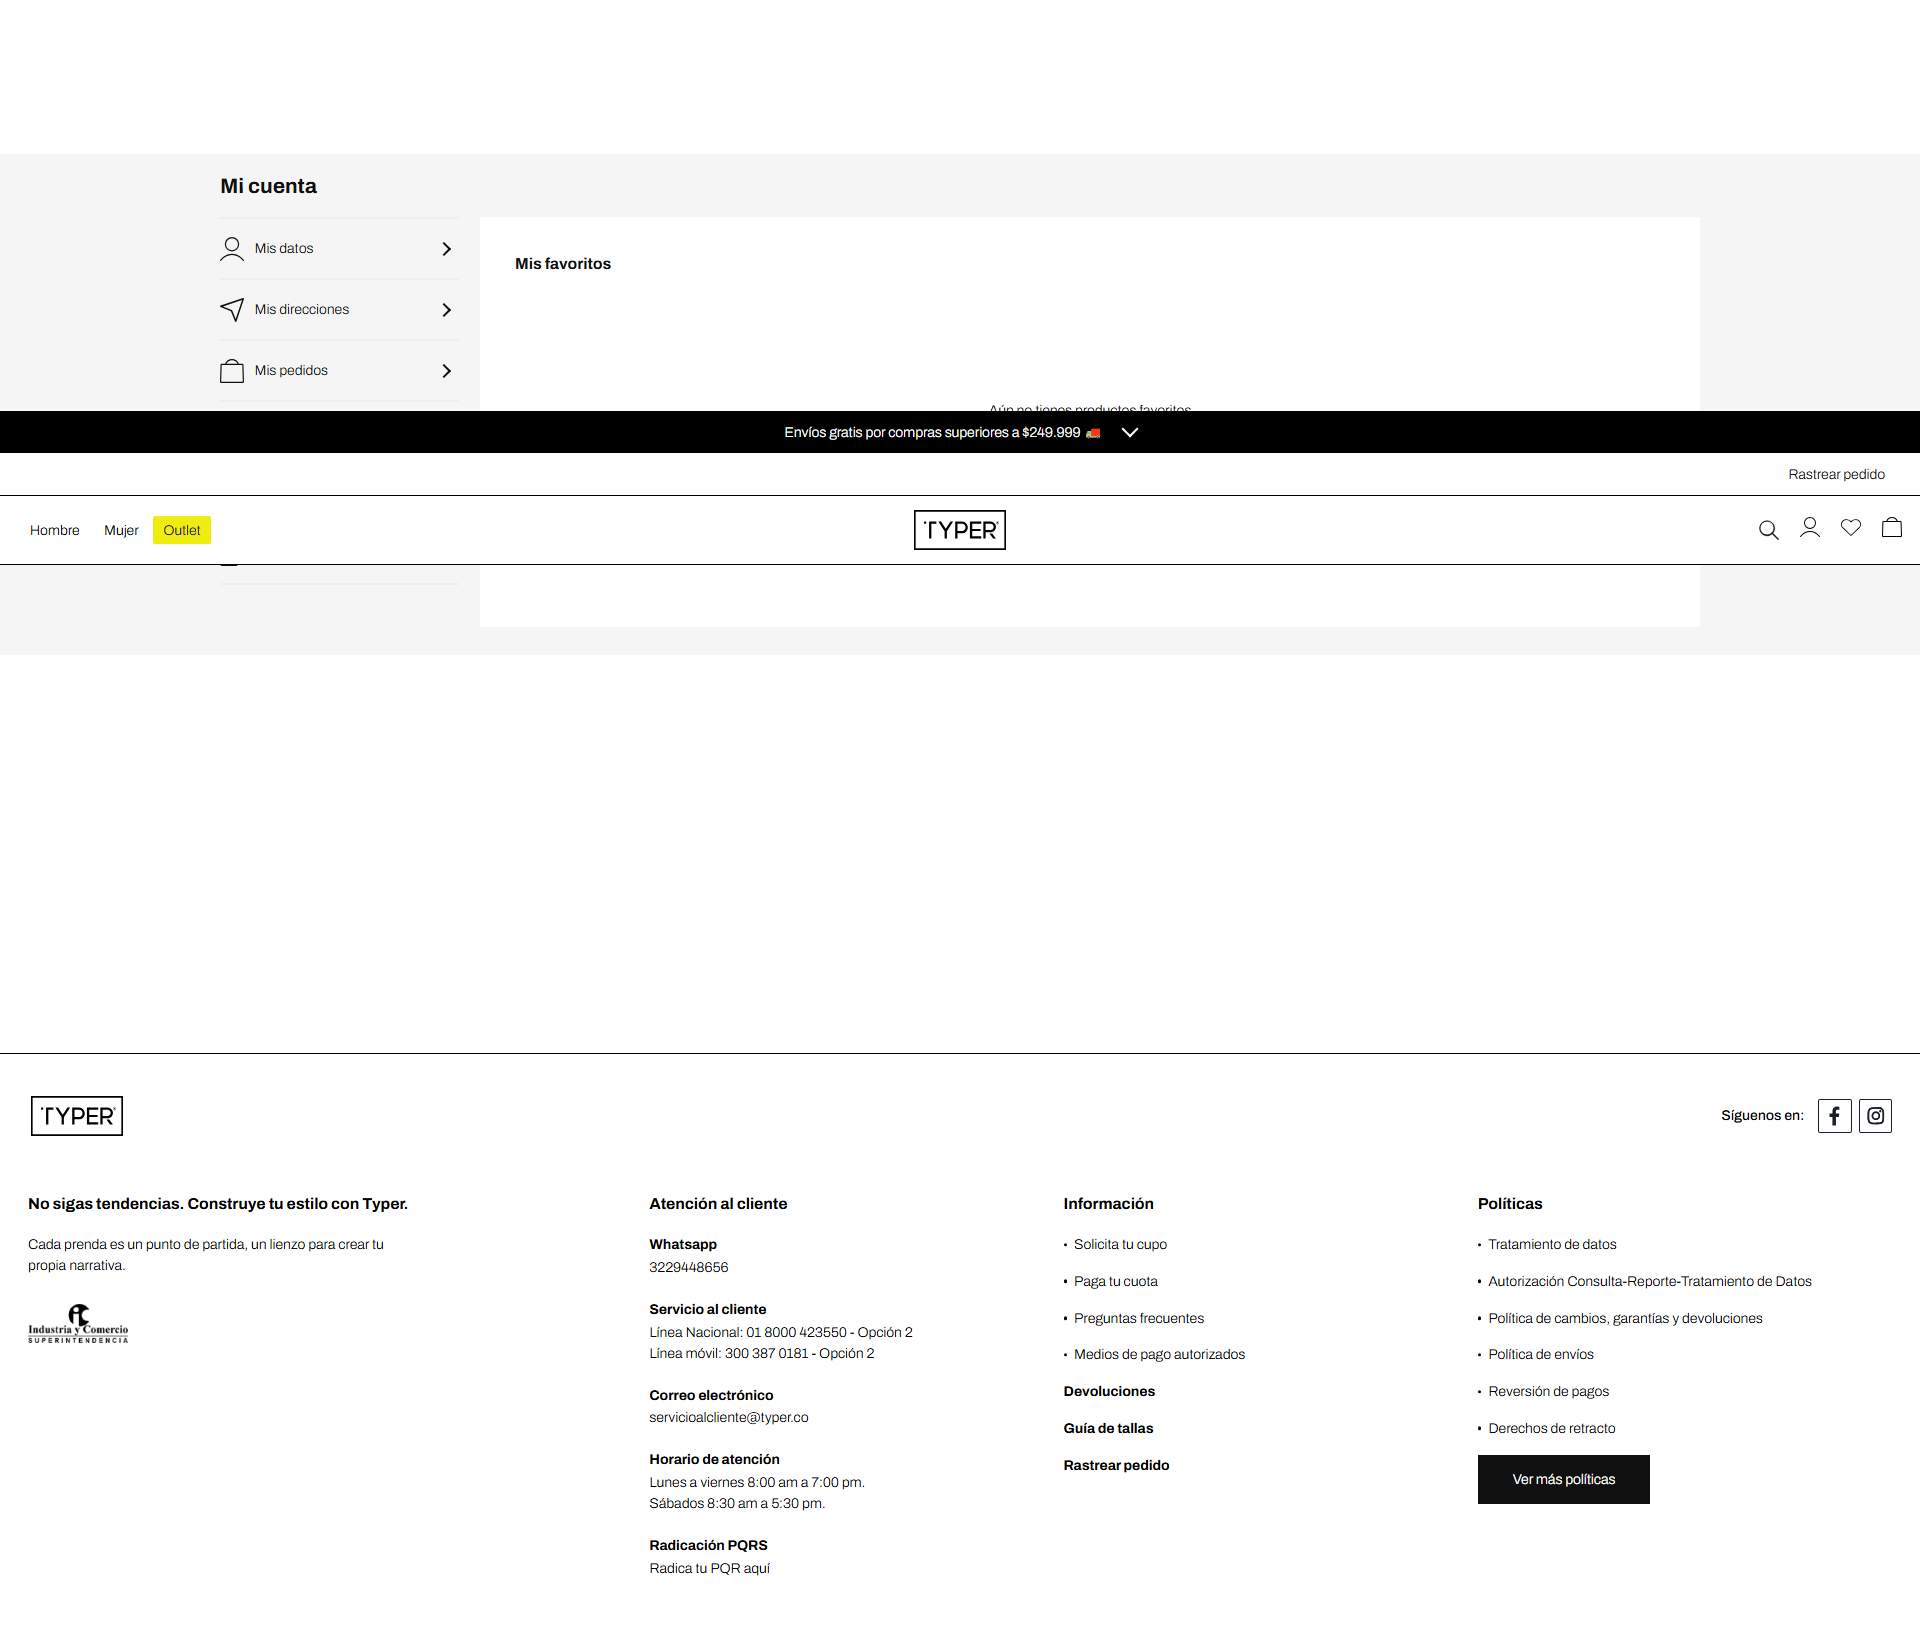 Mi cuenta
Mis datos
Mis direcciones
Mis pedidos
Mis favoritos
Aún no tienes productos favoritos
Envíos gratis por compras superiores a $249.999
Rastrear pedido
Hombre
Mujer
Outlet
TYPER
TYPER
Síguenos en:
No sigas tendencias. Construye tu estilo con Typer.
Cada prenda es un punto de partida, un lienzo para crear tu
propia narrativa.
Industria y Comercio
SUPERINTENDENCIA
Atención al cliente
Whatsapp
3229448656
Servicio al cliente
Línea Nacional: 01 8000 423550 - Opción 2
Línea móvil: 300 387 0181 - Opción 2
Correo electrónico
servicioalcliente@typer.co
Horario de atención
Lunes a viernes 8:00 am a 7:00 pm.
Sábados 8:30 am a 5:30 pm.
Radicación PQRS
Radica tu PQR aquí
Información
• Solicita tu cupo
• Paga tu cuota
• Preguntas frecuentes
• Medios de pago autorizados
Devoluciones
Guía de tallas
Rastrear pedido
Políticas
• Tratamiento de datos
• Autorización Consulta-Reporte-Tratamiento de Datos
• Política de cambios, garantías y devoluciones
• Política de envíos
• Reversión de pagos
• Derechos de retracto
Ver más políticas